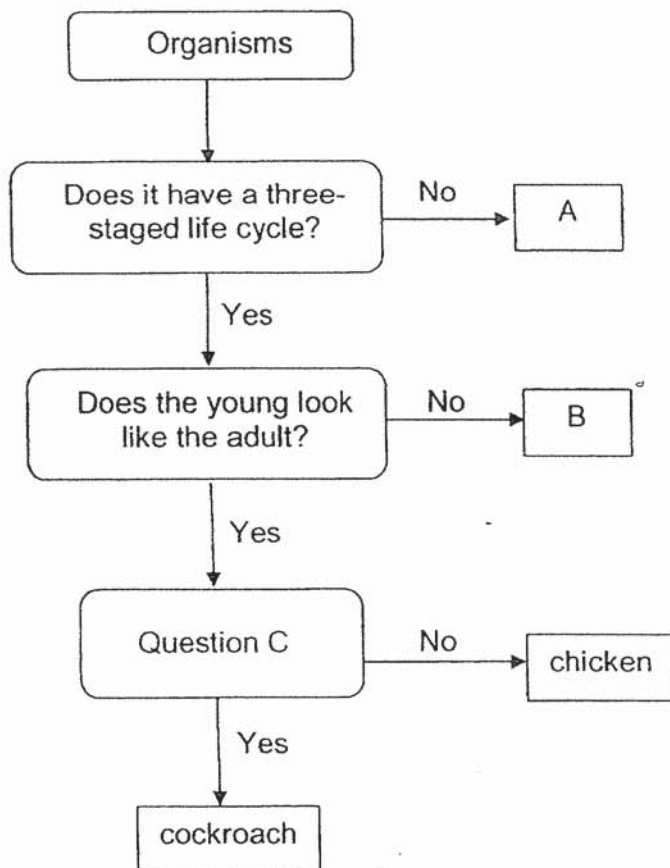 Organisms
Does it have a three-
staged life cycle?
No
A
Yes
Does the young look
like the adult?
No
B
Yes
Question C
No
chicken
Yes
cockroach